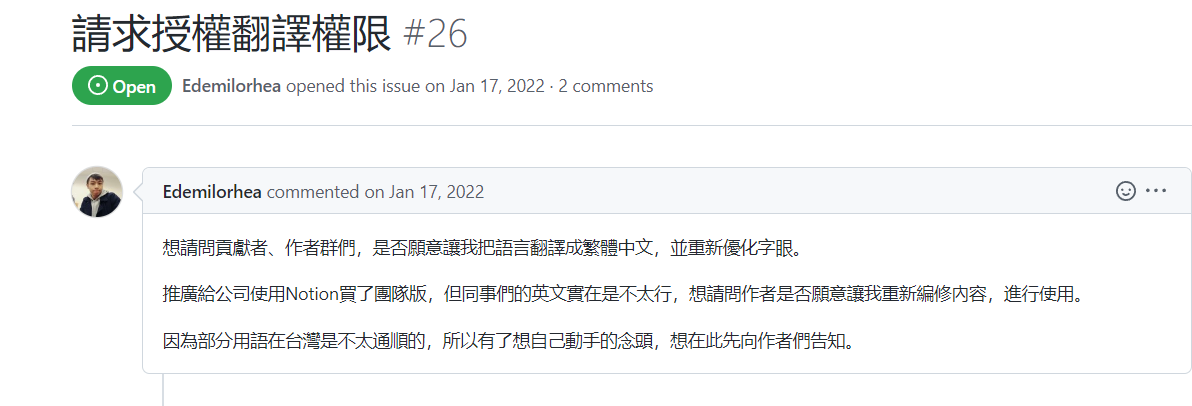 請求授權翻譯權限 #26
Open Edemilorhea opened this issue on Jan 17, 2022 · 2 comments
Edemilorhea commented on Jan 17, 2022
想請問貢獻者、作者群們，是否願意讓我把語言翻譯成繁體中文，並重新優化字眼。
推廣給公司使用Notion買了團隊版，但同事們的英文實在是不太行，想請問作者是否願意讓我重新編修內容，進行使用。
因為部分用語在台灣是不太通順的，所以有了想自己動手的念頭，想在此先向作者們告知。